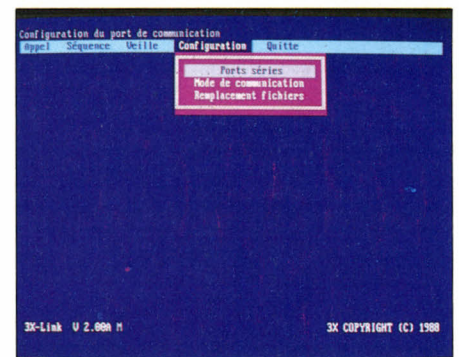 Configuration du port de communication
Appel Séquence Veille Configuration Quitte
Ports séries
Mode de communication
Remplacement fichiers
3X-Link V 2.00A M 3X COPYRIGHT (C) 1988